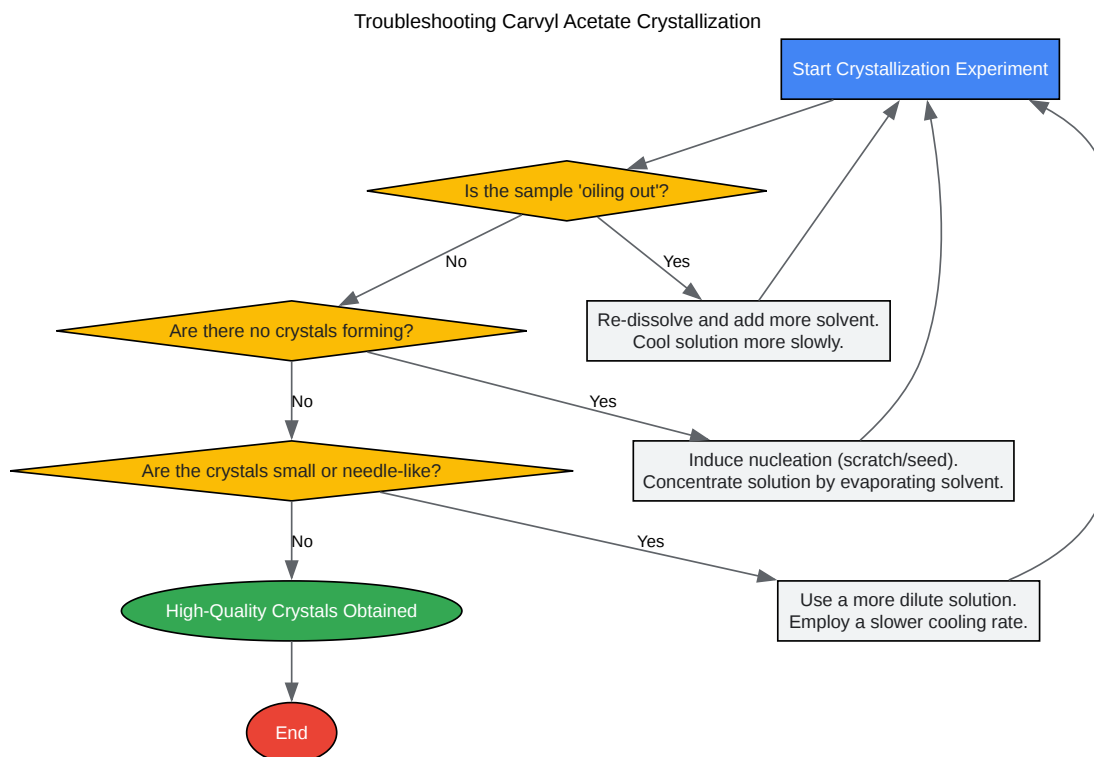 Troubleshooting Carvyl Acetate Crystallization
Start Crystallization Experiment
Is the sample 'oiling out'?
No
Yes
Re-dissolve and add more solvent.
Cool solution more slowly.
Are there no crystals forming?
No
Yes
Induce nucleation (scratch/seed).
Concentrate solution by evaporating solvent.
Are the crystals small or needle-like?
No
Yes
Use a more dilute solution.
Employ a slower cooling rate.
High-Quality Crystals Obtained
End